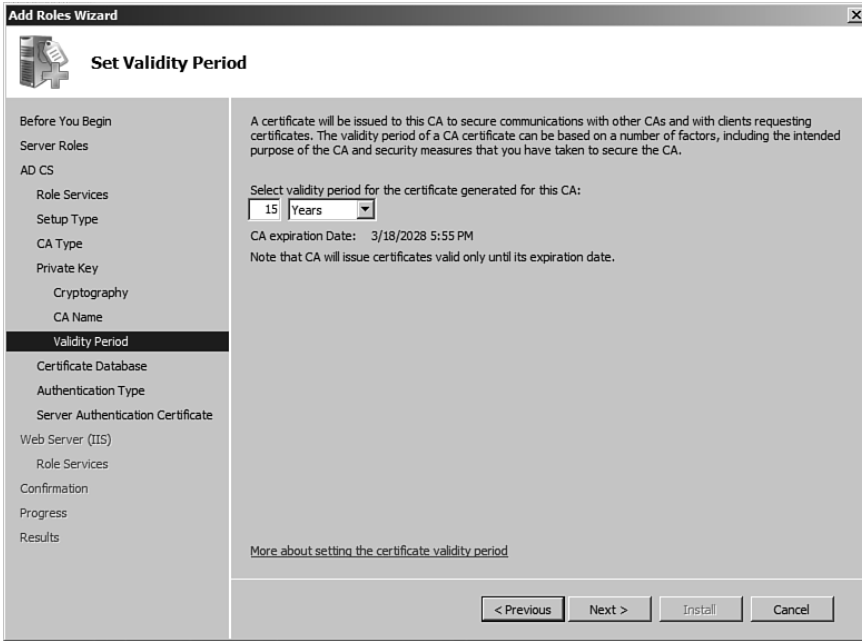 Add Roles Wizard
Set Validity Period
Before You Begin
Server Roles
AD CS
Role Services
Setup Type
CA Type
Private Key
Cryptography
CA Name
Validity Period
Certificate Database
Authentication Type
Server Authentication Certificate
Web Server (IIS)
Role Services
Confirmation
Progress
Results
A certificate will be issued to this CA to secure communications with other CAs and with clients requesting
certificates. The validity period of a CA certificate can be based on a number of factors, including the intended
purpose of the CA and security measures that you have taken to secure the CA.
Select validity period for the certificate generated for this CA:
15 Years
CA expiration Date: 3/18/2028 5:55 PM
Note that CA will issue certificates valid only until its expiration date.
More about setting the certificate validity period
< Previous Next > Install Cancel